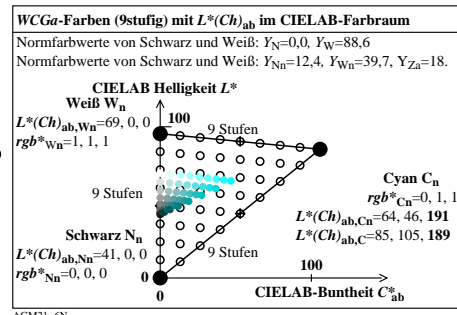 WCGa-Farben (9stufig) mit L*(Ch)ab im CIELAB-Farbraum
Normfarbwerte von Schwarz und Weiß: YN=0,0, YW=88,6
Normfarbwerte von Schwarz und Weiß: YNn=12,4, YWn=39,7, YZa=18.
CIELAB Helligkeit L*
Weiß Wn
100
L*(Ch)ab,Wn=69, 0, 0
rgb*Wn=1, 1, 1
9 Stufen
9 Stufen
Cyan Cn
rgb*Cn=0, 1, 1
L*(Ch)ab,Cn=64, 46, 191
L*(Ch)ab,C=85, 105, 189
Schwarz Nn
L*(Ch)ab,Nn=41, 0, 0
rgb*Nn=0, 0, 0
9 Stufen
0
100
0
CIELAB-Buntheit C*ab